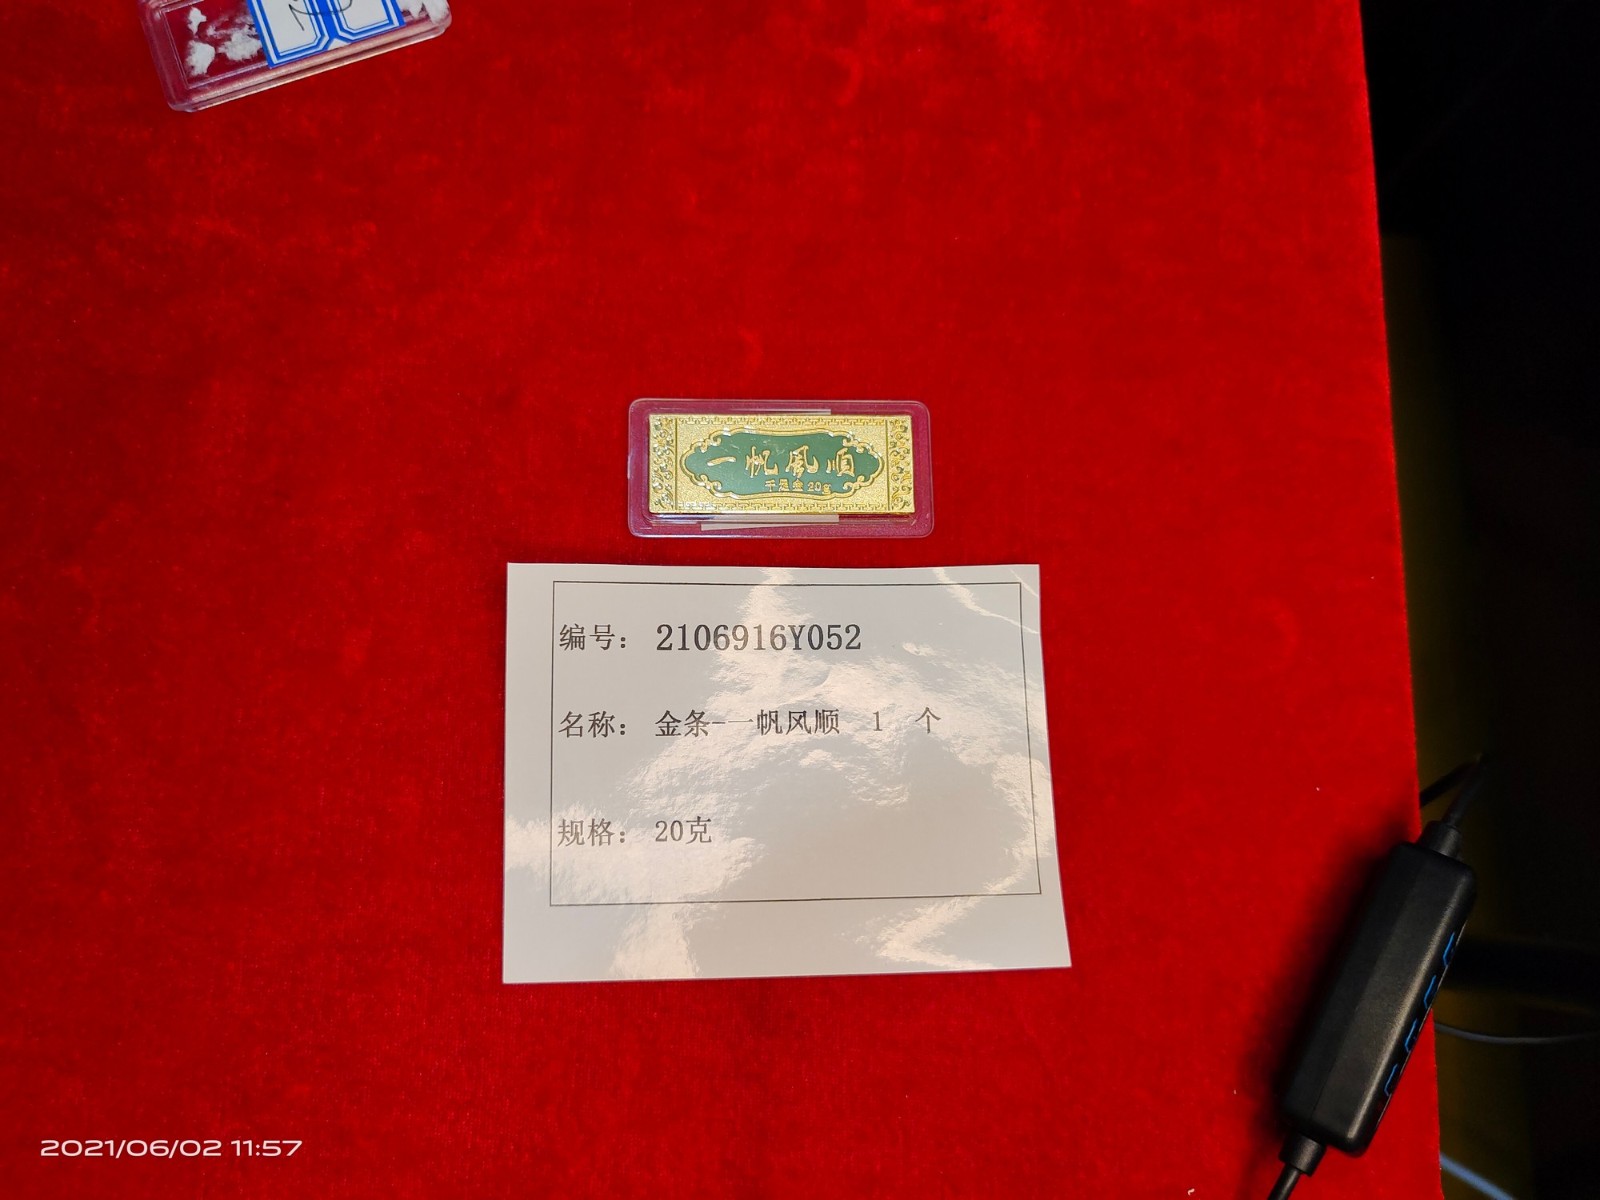 一帆風順
千足金 20g
编号： 2106916Y052
名称： 金条-一帆风顺 1 个
规格： 20克
2021/06/02 11:57